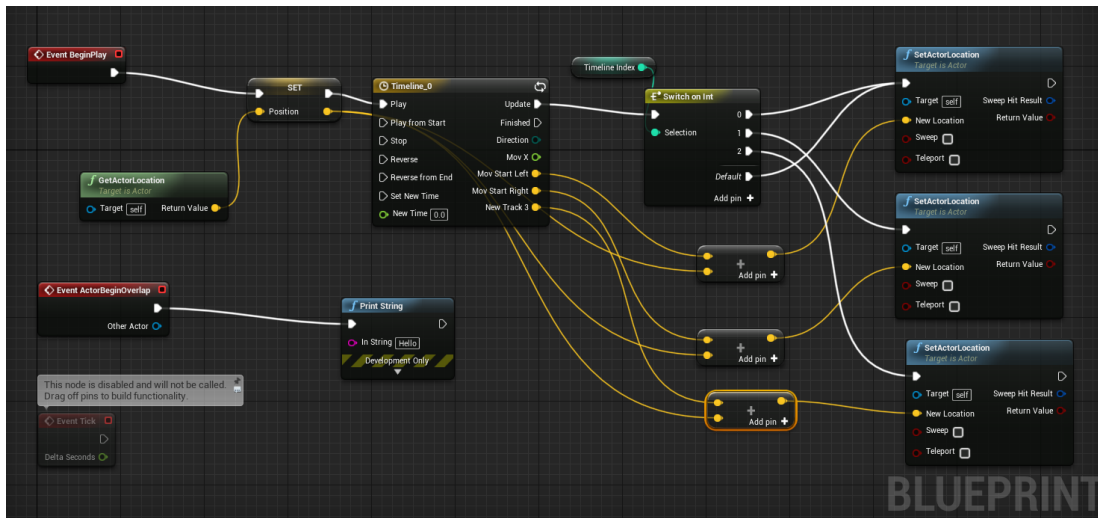 Event BeginPlay
SET
Position
GetActorLocation
Target is Actor
Target self Return Value
Timeline_0
Play Update
Play from Start Finished
Stop Direction
Reverse Mov X
Reverse from End Mov Start Left
Set New Time Mov Start Right
New Time 0.0 New Track 3
Timeline Index
Switch on Int
0
Selection 1
2
Default
Add pin
SetActorLocation
Target is Actor
Target self Sweep Hit Result
New Location Return Value
Sweep
Teleport
SetActorLocation
Target is Actor
Target self Sweep Hit Result
New Location Return Value
Sweep
Teleport
+
Add pin +
Event ActorBeginOverlap
Other Actor
Print String
In String Hello
Development Only
+
Add pin +
SetActorLocation
Target is Actor
Target self Sweep Hit Result
New Location Return Value
Sweep
Teleport
+
Add pin +
This node is disabled and will not be called.
Drag off pins to build functionality.
Event Tick
Delta Seconds
BLUEPRINT